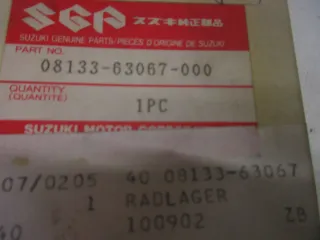 SGP スズキ純正部品
SUZUKI GENUINE PARTS/PIECES D'ORIGINE DE SUZUKI
PART NO.
08133-63067-000
QUANTITY
(QUANTITE)
1PC
SUZUKI MOTOR
07/0205 40 08133-63067
1 RADLAGER
40 100902 ZB